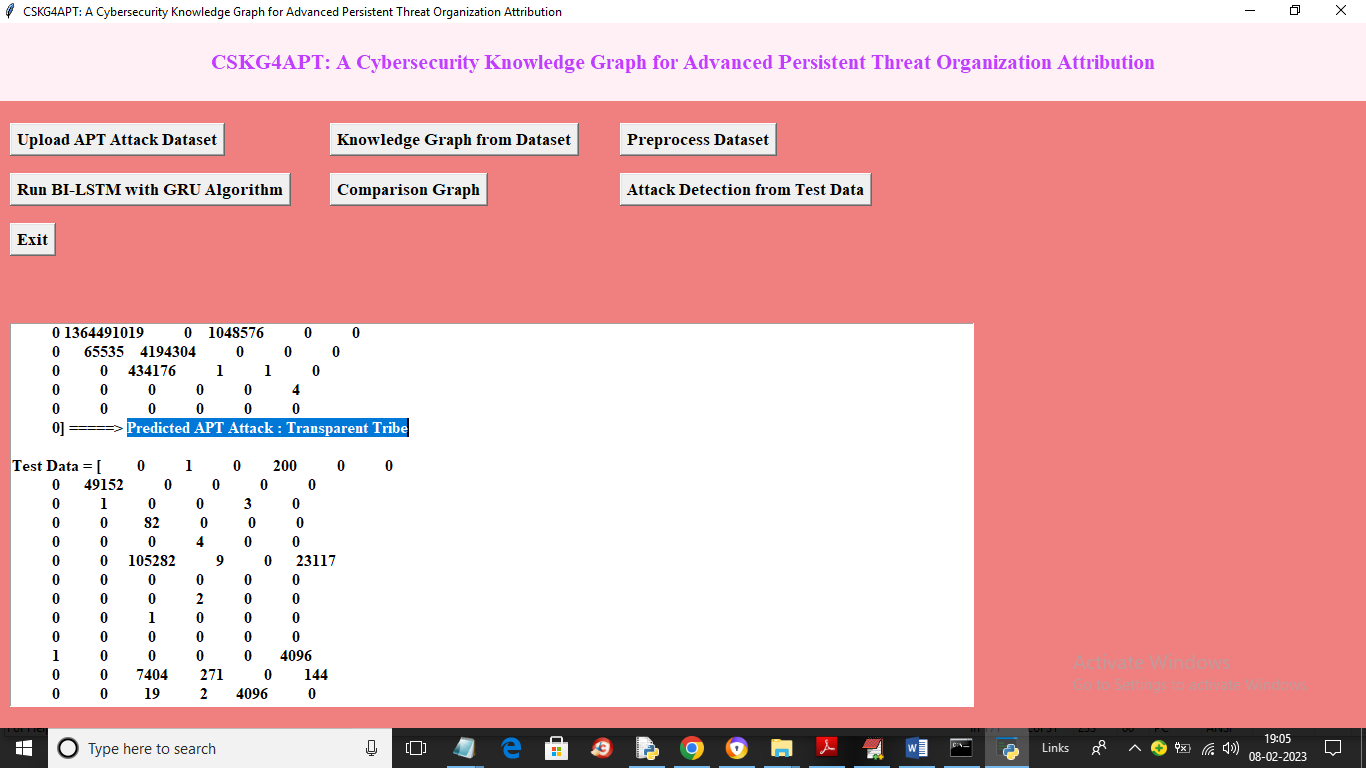 CSKG4APT: A Cybersecurity Knowledge Graph for Advanced Persistent Threat Organization Attribution
CSKG4APT: A Cybersecurity Knowledge Graph for Advanced Persistent Threat Organization Attribution
Upload APT Attack Dataset Knowledge Graph from Dataset Preprocess Dataset
Run BI-LSTM with GRU Algorithm Comparison Graph Attack Detection from Test Data
Exit
0 1364491019 0 1048576 0 0
0 65535 4194304 0 0 0
0 0 434176 1 1 0
0 0 0 0 0 4
0 0 0 0 0 0
0] =====> Predicted APT Attack : Transparent Tribe
Test Data = [ 0 1 0 200 0 0
0 49152 0 0 0 0
0 1 0 0 3 0
0 0 82 0 0 0
0 0 0 4 0 0
0 0 105282 9 0 23117
0 0 0 0 0 0
0 0 0 2 0 0
0 0 1 0 0 0
0 0 0 0 0 0
1 0 0 0 0 4096
0 0 7404 271 0 144
0 0 19 2 4096 0
Activate Windows
Go to Settings to activate Windows.
Type here to search
Links
19:05
08-02-2023